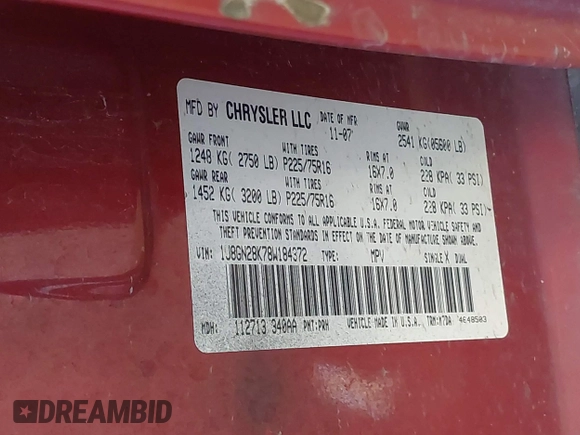 MFD BY CHRYSLER LLC DATE OF MFR GVWR
11-07 2541 KG(05600 LB)
GAWR FRONT WITH TIRES RIMS AT COLD
1248 KG( 2750 LB) P225/75R16 16X7.0 228 KPA( 33 PSI)
GAWR REAR WITH TIRES RIMS AT COLD
1452 KG( 3200 LB) P225/75R16 16X7.0 228 KPA( 33 PSI)
THIS VEHICLE CONFORMS TO ALL APPLICABLE U.S.A. FEDERAL MOTOR VEHICLE SAFETY AND
THEFT PREVENTION STANDARDS IN EFFECT ON THE DATE OF MANUFACTURE SHOWN ABOVE.
VIN: 1J8GN28K78W184372 TYPE: MPV SINGLE X DUAL
MDH: 112713 340AA PNT:PRH VEHICLE MADE IN U.S.A. TRM:M7DA 4648503
DREAMBID